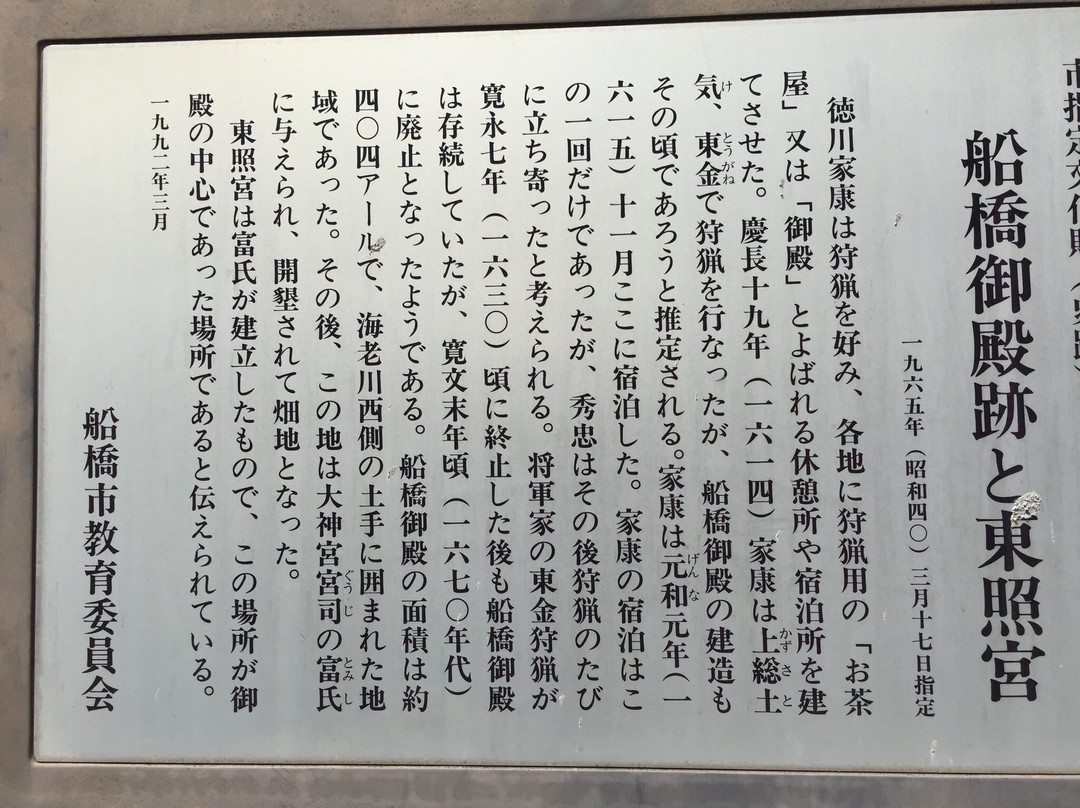 市指定文化財（史跡）
船橋御殿跡と東照宮
一九六五年（昭和四〇）三月十七日指定
徳川家康は狩猟を好み、各地に狩猟用の「お茶
屋」又は「御殿」とよばれる休憩所や宿泊所を建
てさせた。慶長十九年（一六一四）家康は上総土
かずさと
気、東金で狩猟を行なったが、船橋御殿の建造も
け
とうがね
その頃であろうと推定される。家康は元和元年（一
げんな
六一五）十一月ここに宿泊した。家康の宿泊はこ
の一回だけであったが、秀忠はその後狩猟のたび
に立ち寄ったと考えられる。将軍家の東金狩猟が
寛永七年（一六三〇）頃に終止した後も船橋御殿
は存続していたが、寛文末年頃（一六七〇年代）
に廃止となったようである。船橋御殿の面積は約
四〇四アールで、海老川西側の土手に囲まれた地
域であった。その後、この地は大神宮宮司の富氏
ぐうじ
とみし
に与えられ、開墾されて畑地となった。
東照宮は富氏が建立したもので、この場所が御
殿の中心であった場所であると伝えられている。
一九九二年三月
船橋市教育委員会